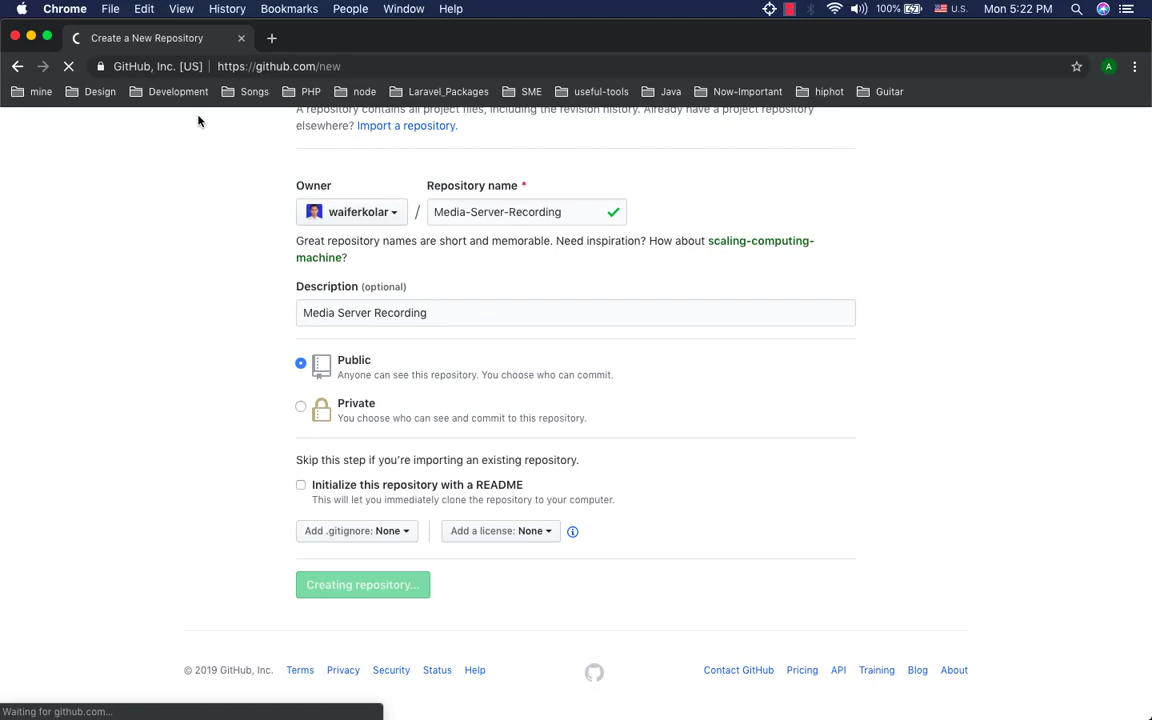 Chrome File Edit View History Bookmarks People Window Help 100% U.S. Mon 5:22 PM
Create a New Repository
GitHub, Inc. [US] https://github.com/new A
mine Design Development Songs PHP node Laravel_Packages SME useful-tools Java Now-Important hiphot Guitar
A repository contains all project files, including the revision history. Already have a project repository
elsewhere? Import a repository.
Owner Repository name *
waiferkolar / Media-Server-Recording
Great repository names are short and memorable. Need inspiration? How about scaling-computing-
machine?
Description (optional)
Media Server Recording
Public
Anyone can see this repository. You choose who can commit.
Private
You choose who can see and commit to this repository.
Skip this step if you're importing an existing repository.
Initialize this repository with a README
This will let you immediately clone the repository to your computer.
Add .gitignore: None Add a license: None
Creating repository...
© 2019 GitHub, Inc. Terms Privacy Security Status Help Contact GitHub Pricing API Training Blog About
Waiting for github.com...